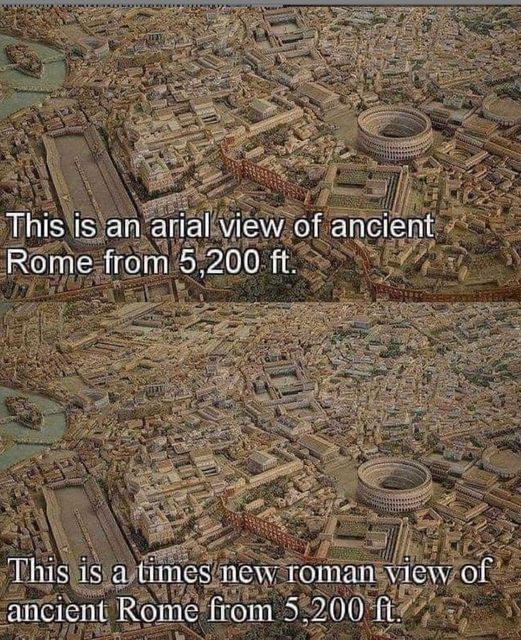 This is an arial view of ancient
Rome from 5,200 ft.
This is a times new roman view of
ancient Rome from 5,200 ft.